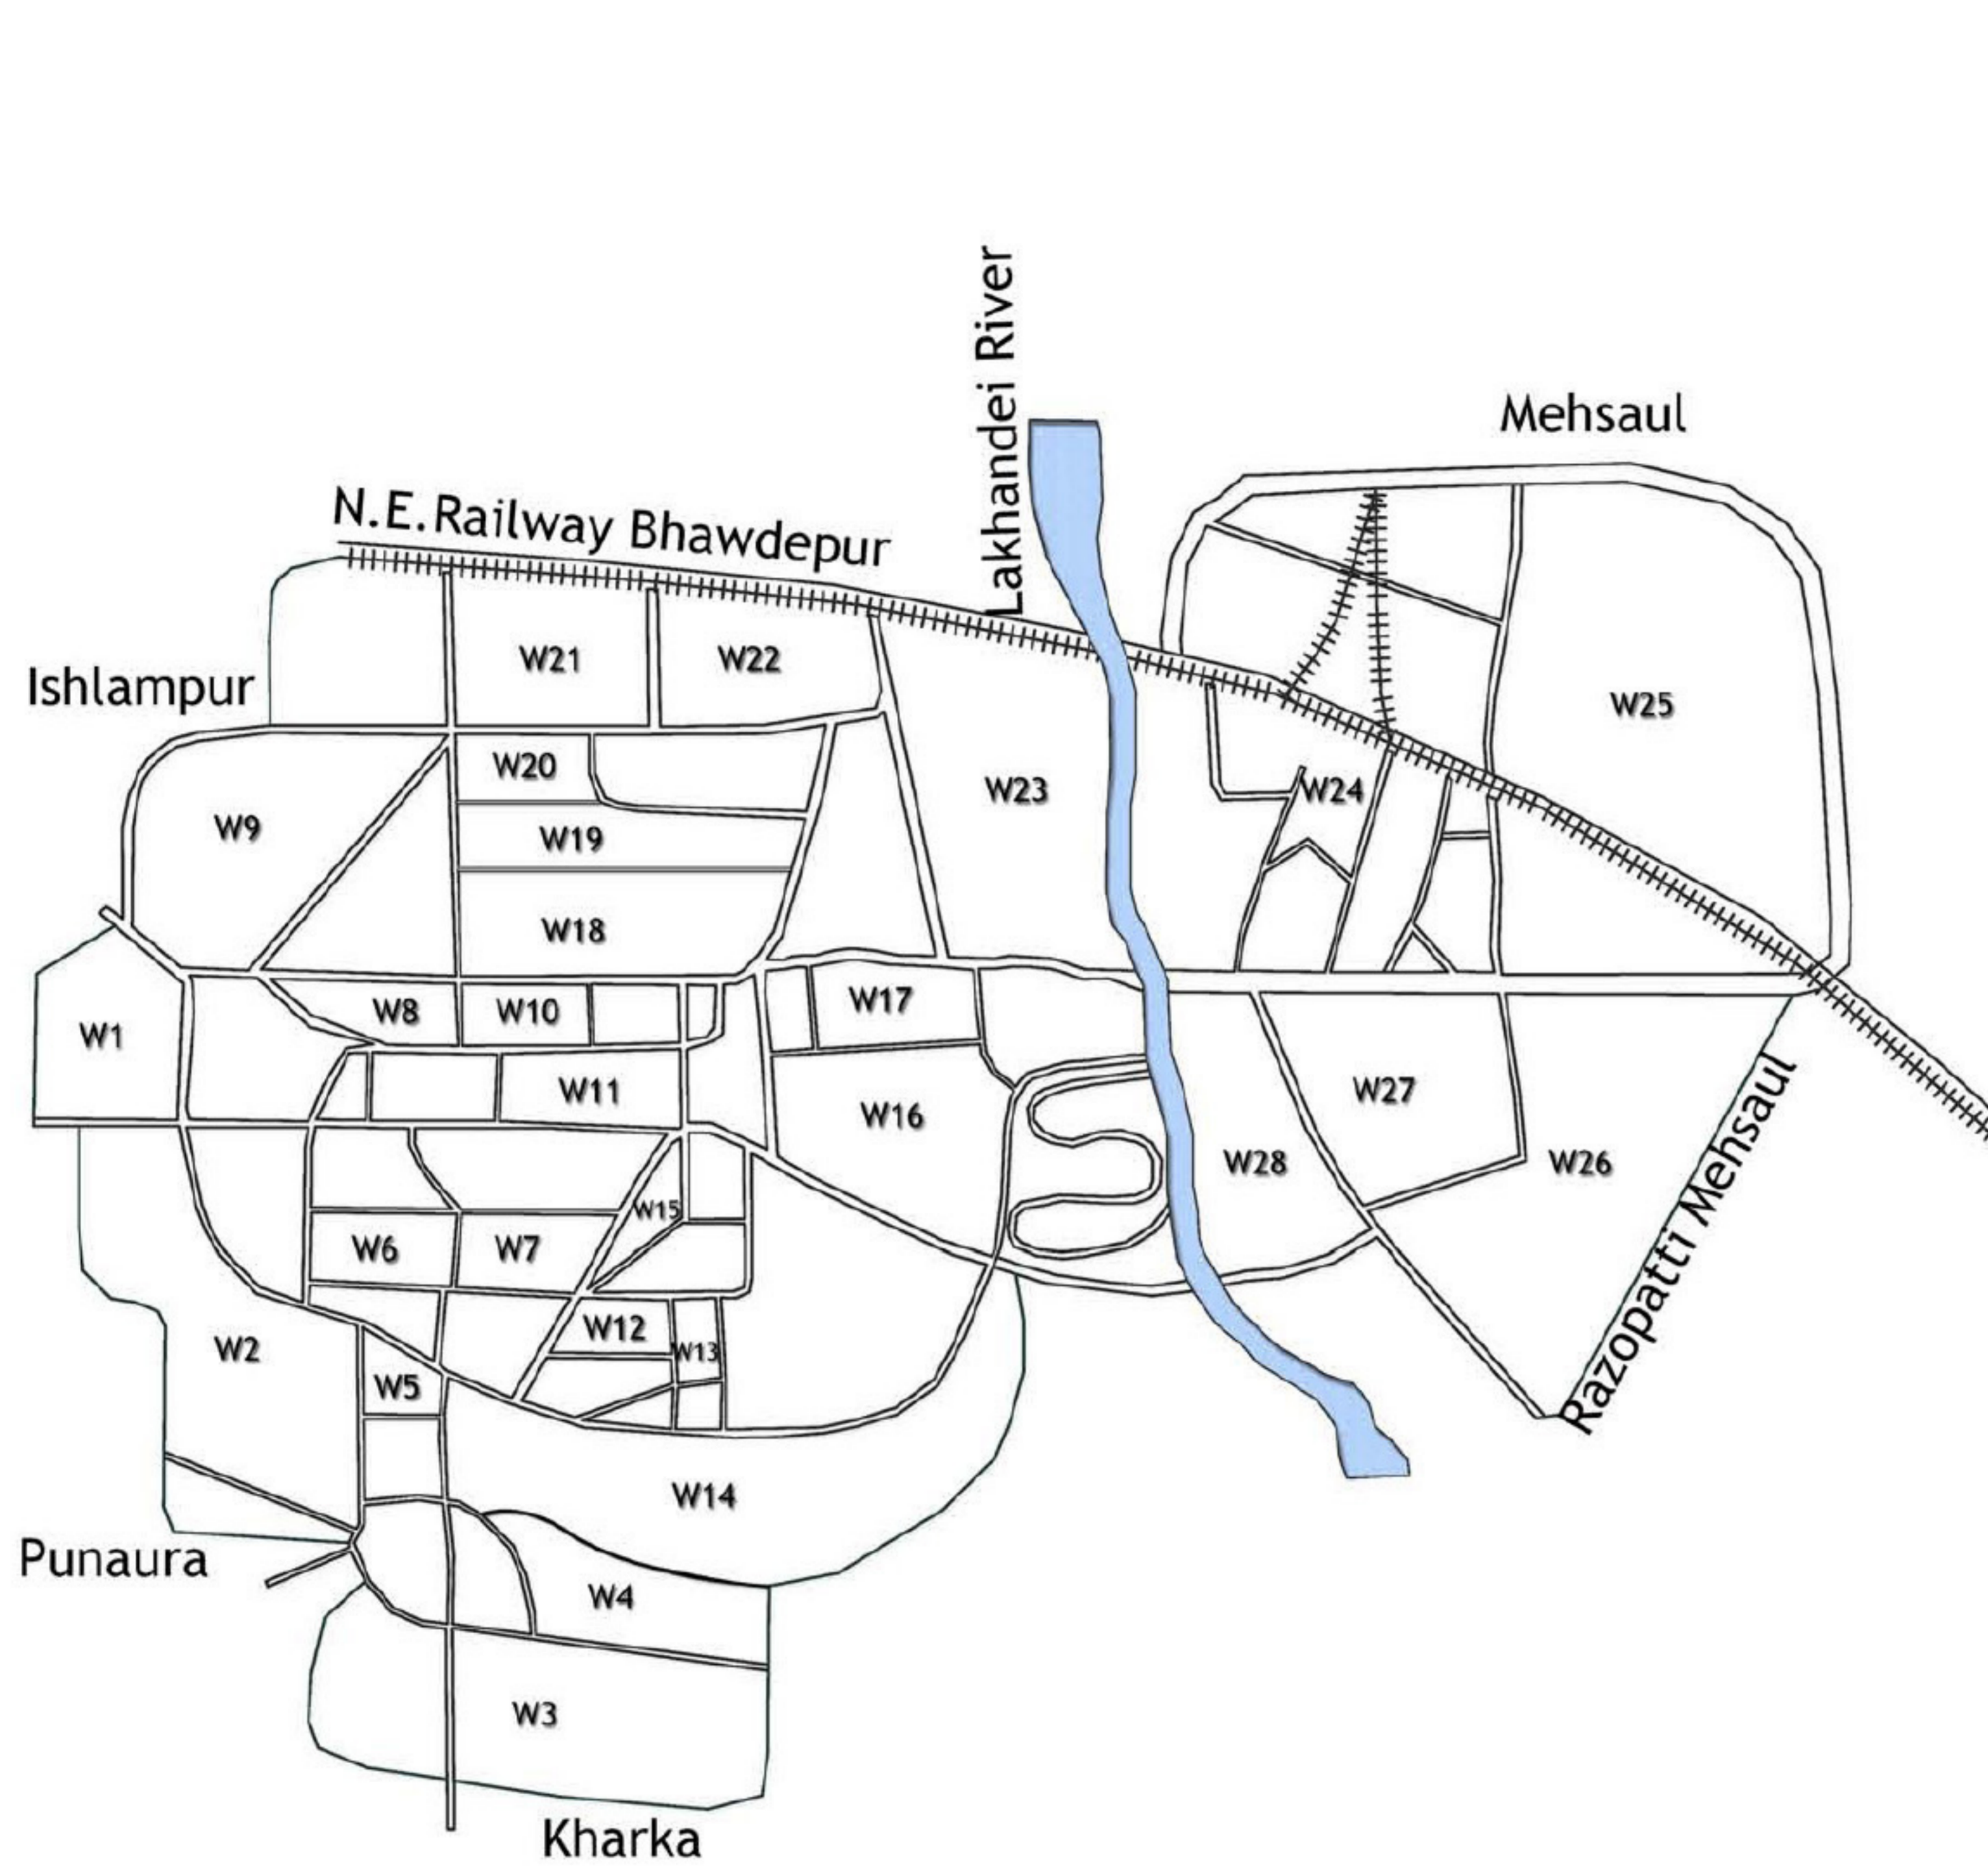 Lakhandei River
Mehsaul
N.E.Railway Bhawdepur
Ishlampur
W21
W22
W25
W20
W23
W24
W9
W19
W18
W17
W8
W10
W1
W11
W27
W16
W28
W26
W15
W6
W7
Razopatti Mehsaul
W12
W2
W13
W5
W14
Punaura
W4
W3
Kharka